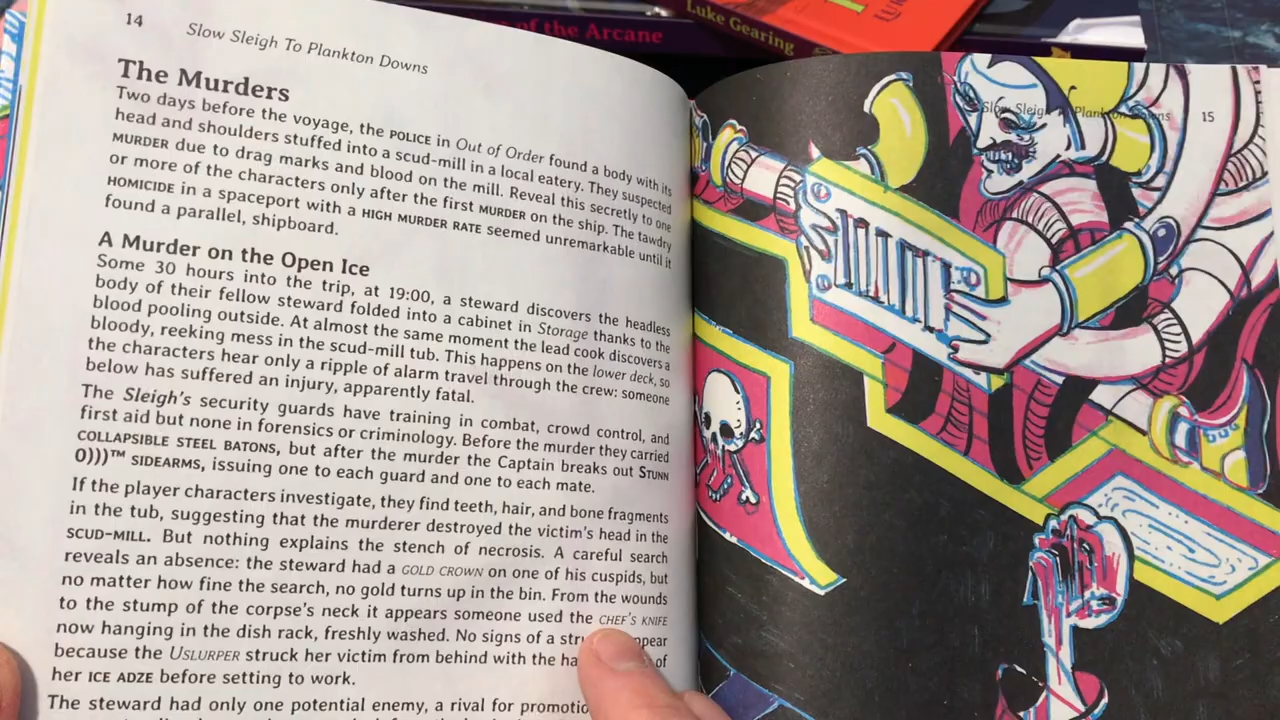 of the Arcane
Luke Gearing
14
Slow Sleigh To Plankton Downs
The Murders
Two days before the voyage, the POLICE in Out of Order found a body with its
head and shoulders stuffed into a scud-mill in a local eatery. They suspected
MURDER due to drag marks and blood on the mill. Reveal this secretly to one
or more of the characters only after the first MURDER on the ship. The tawdry
HOMICIDE in a spaceport with a HIGH MURDER RATE seemed unremarkable until it
found a parallel, shipboard.
A Murder on the Open Ice
Some 30 hours into the trip, at 19:00, a steward discovers the headless
body of their fellow steward folded into a cabinet in Storage thanks to the
blood pooling outside. At almost the same moment the lead cook discovers a
bloody, reeking mess in the scud-mill tub. This happens on the lower deck, so
the characters hear only a ripple of alarm travel through the crew: someone
below has suffered an injury, apparently fatal.
The Sleigh's security guards have training in combat, crowd control, and
first aid but none in forensics or criminology. Before the murder they carried
COLLAPSIBLE STEEL BATONS, but after the murder the Captain breaks out STUNN
O)))™ SIDEARMS, issuing one to each guard and one to each mate.
If the player characters investigate, they find teeth, hair, and bone fragments
in the tub, suggesting that the murderer destroyed the victim's head in the
SCUD-MILL. But nothing explains the stench of necrosis. A careful search
reveals an absence: the steward had a GOLD CROWN on one of his cuspids, but
no matter how fine the search, no gold turns up in the bin. From the wounds
to the stump of the corpse's neck it appears someone used the CHEF'S KNIFE
now hanging in the dish rack, freshly washed. No signs of a
because the USLURPER struck her victim from behind with the of
her ICE ADZE before setting to work.
The steward had only one potential enemy, a rival for
Slow Sleigh To Plankton Downs
15